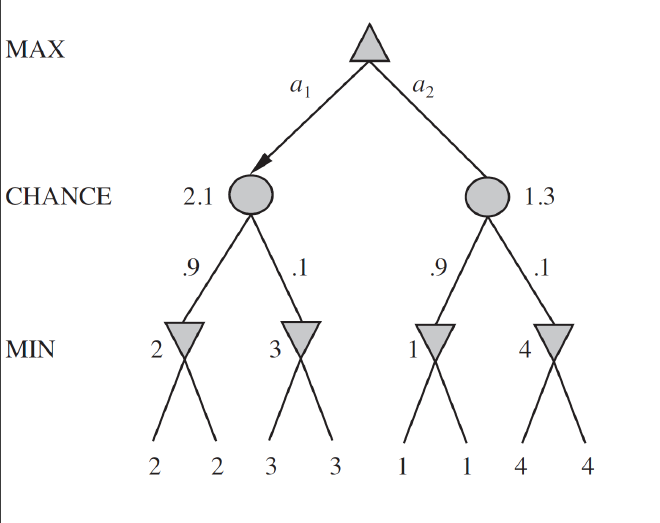 MAX
a1 a2
CHANCE 2.1 1.3
.9 .1 .9 .1
MIN 2 3 1 4
2 2 3 3 1 1 4 4